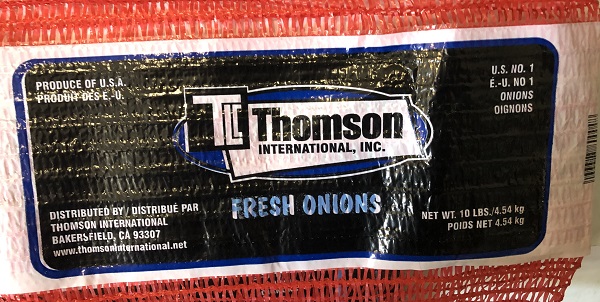 PRODUCE OF U.S.A.
PRODUIT DES É.-U.
U.S. NO. 1
É.-U. NO 1
ONIONS
OIGNONS
TLC Thomson
INTERNATIONAL, INC.
FRESH ONIONS
DISTRIBUTED BY / DISTRIBUÉ PAR
THOMSON INTERNATIONAL
BAKERSFIELD, CA 93307
www.thomsoninternational.net
NET WT. 10 LBS./4.54 kg
POIDS NET 4.54 kg